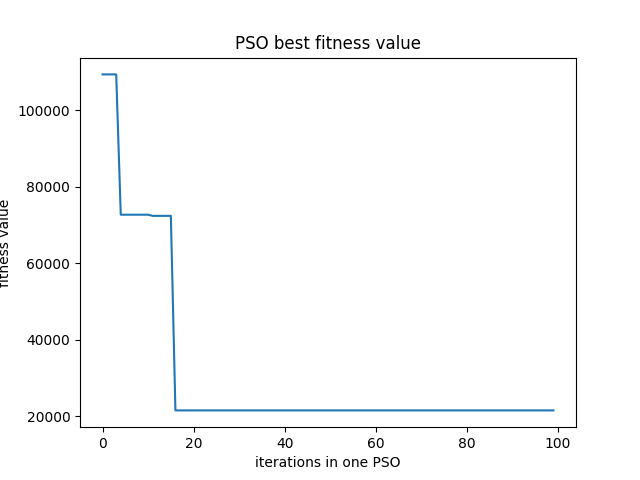 PSO best fitness value
fitness value
100000
80000
60000
40000
20000
0 20 40 60 80 100
iterations in one PSO